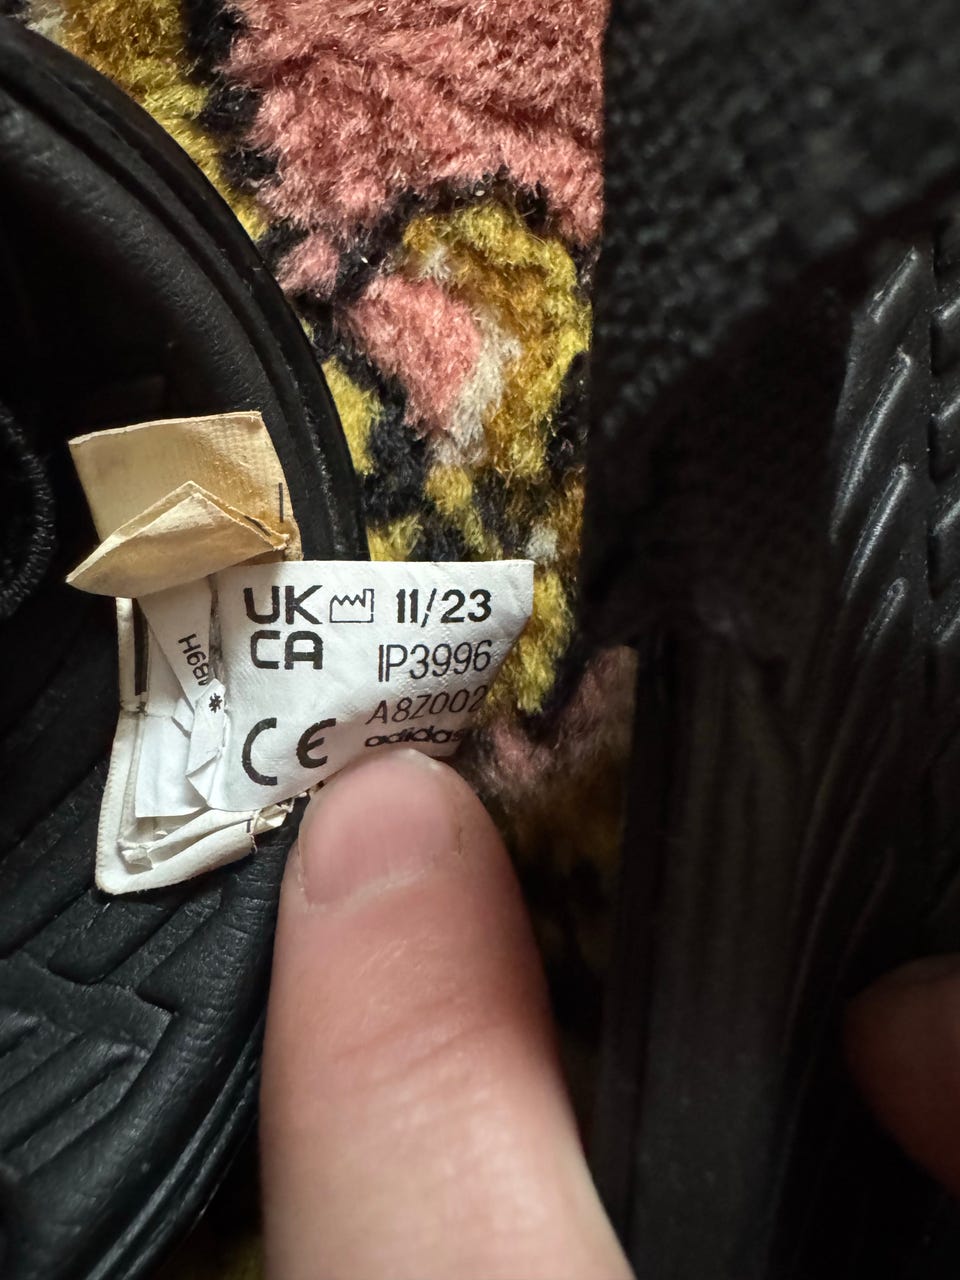 UK CA 11/23
IP3996
A8Z002
adidas
CE